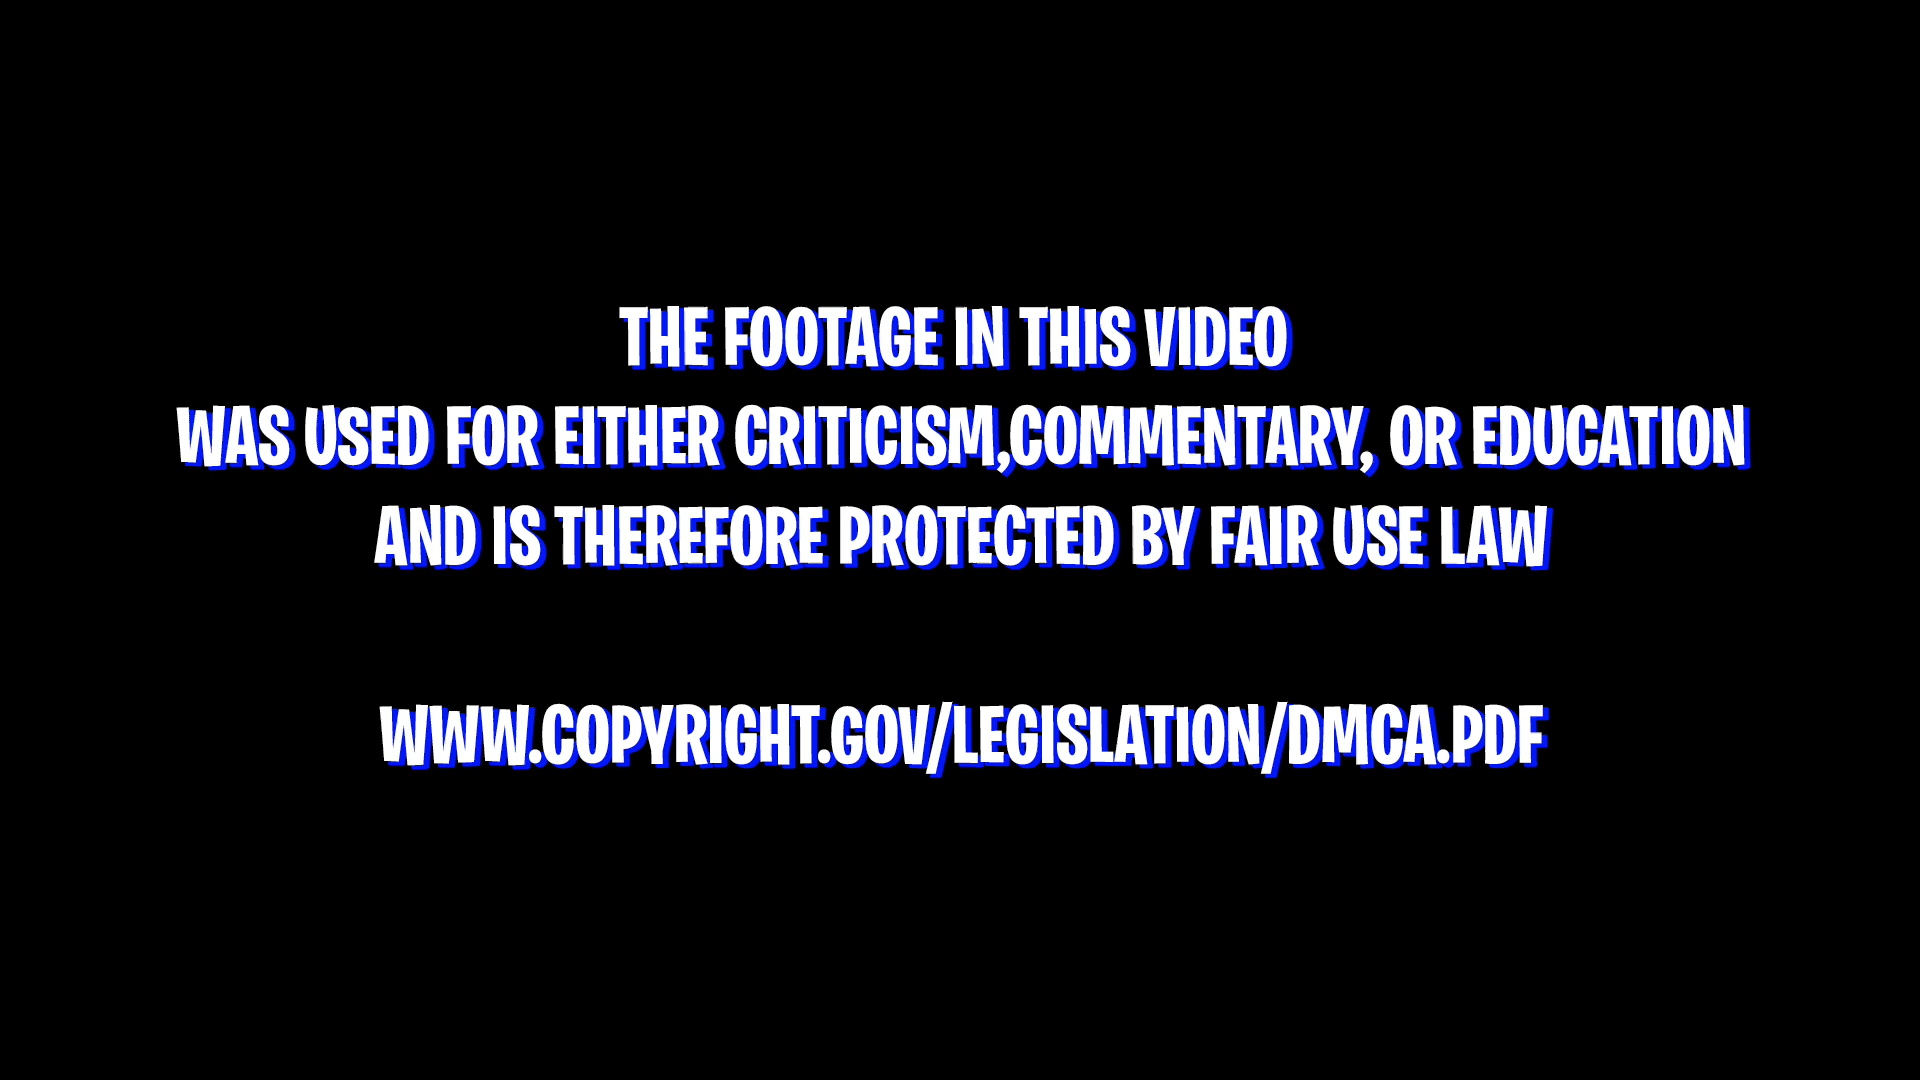 THE FOOTAGE IN THIS VIDEO
WAS USED FOR EITHER CRITICISM,COMMENTARY, OR EDUCATION
AND IS THEREFORE PROTECTED BY FAIR USE LAW
WWW.COPYRIGHT.GOV/LEGISLATION/DMCA.PDF